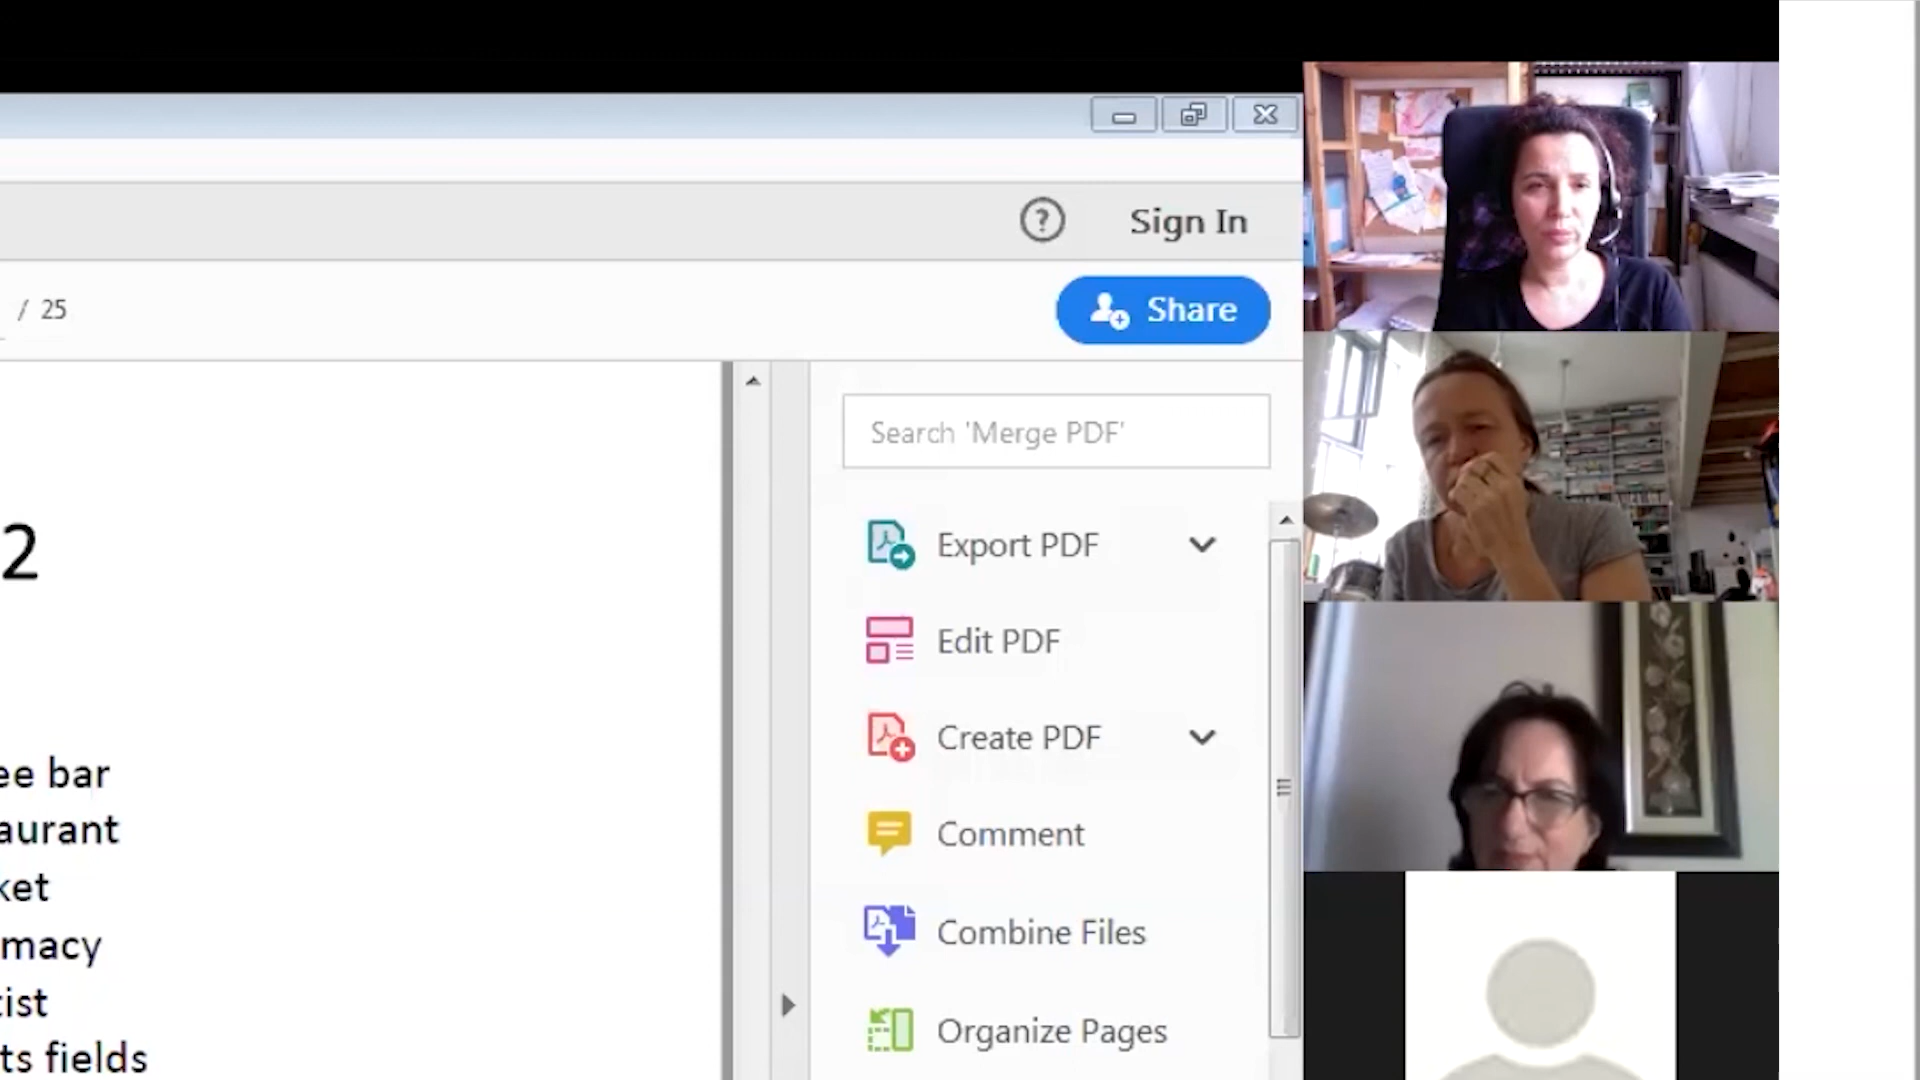 ?
Sign In
/ 25
Share
Search 'Merge PDF'
2
Export PDF
Edit PDF
Create PDF
ee bar
aurant
Comment
ket
macy
Combine Files
tist
Organize Pages
ts fields